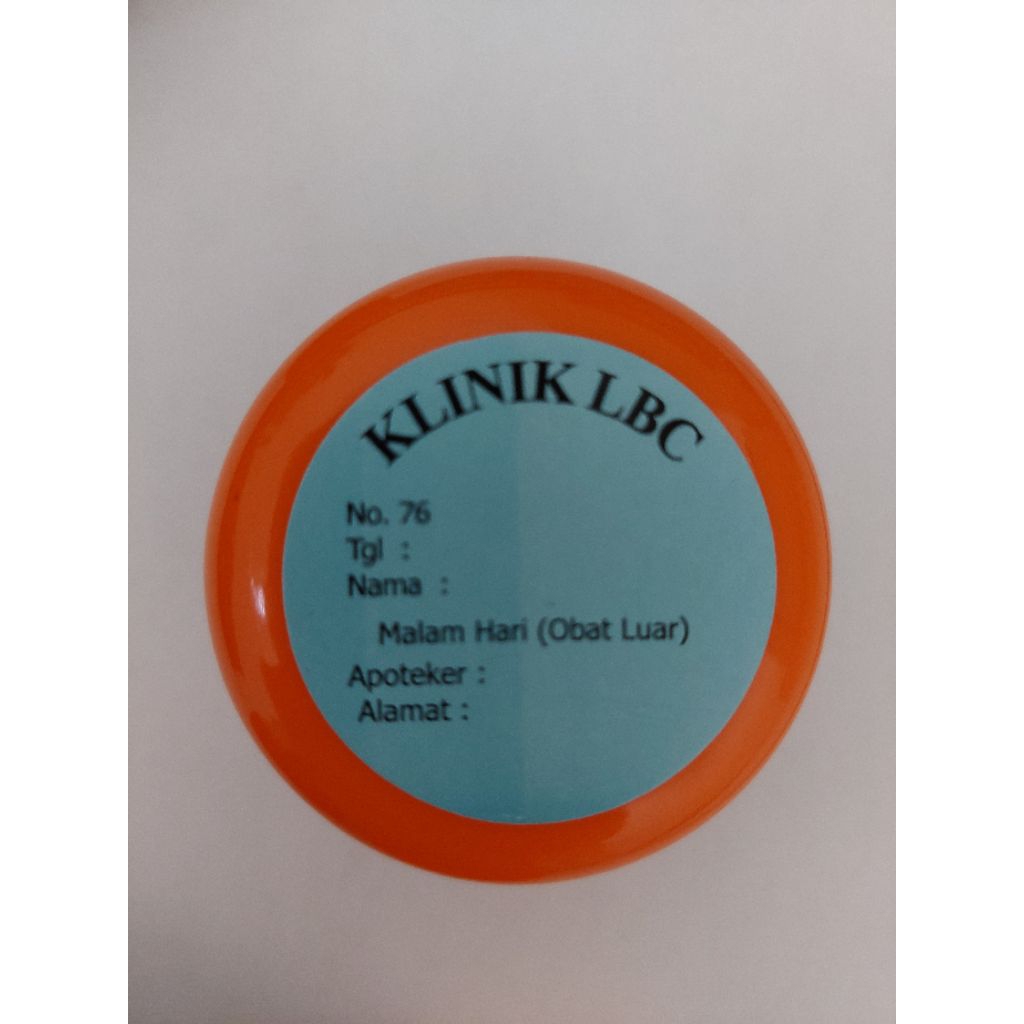 KLINIK LBC
No. 76
Tgl :
Nama :
Malam Hari (Obat Luar)
Apoteker :
Alamat :